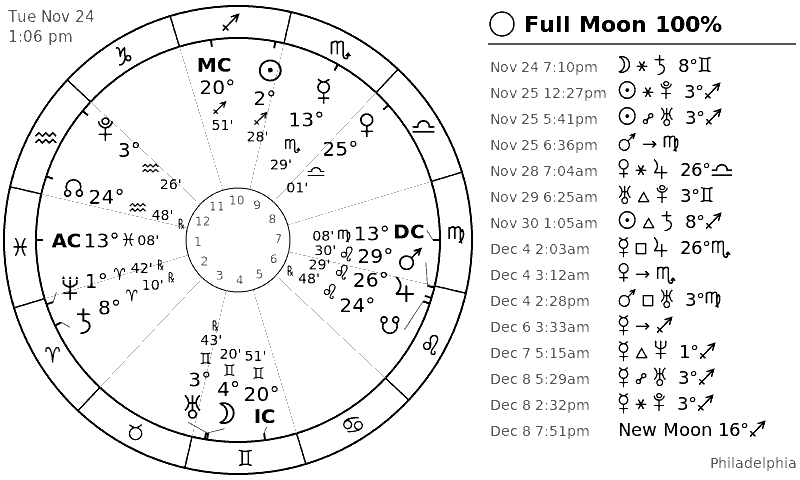 Tue Nov 24
1:06 pm
♐
♑
♏
♒
♎
♓
♍
♈
♌
♉
♊
♋
MC
20°
♐
51'
☉
2°
♐
28'
☿
13°
♏
29'
♀
25°
♎
01'
♇
3°
♒
26'
☊ 24° ♒ 48' ℞
AC 13° ♓ 08'
♆ 1° ♈ 42' ℞
♄ 8° ♈ 10' ℞
08' ♍ 13° DC
30' ♌ 29° ♂
29' ♌ 26° ♃
℞ 48' ♌ 24° ☋
℞
43'
♊
3°
♅
20'
♊
4°
☽
51'
♊
20°
IC
10
11
9
12
8
1
7
2
6
3
4
5
Full Moon 100%
Nov 24 7:10pm ☽ ⚹ ♄ 8°♊
Nov 25 12:27pm ☉ ⚹ ♇ 3°♐
Nov 25 5:41pm ☉ ☍ ♅ 3°♐
Nov 25 6:36pm ♂ → ♍
Nov 28 7:04am ♀ ⚹ ♃ 26°♎
Nov 29 6:25am ♅ △ ♇ 3°♊
Nov 30 1:05am ☉ △ ♄ 8°♐
Dec 4 2:03am ☿ □ ♃ 26°♏
Dec 4 3:12am ♀ → ♏
Dec 4 2:28pm ♂ □ ♅ 3°♍
Dec 6 3:33am ☿ → ♐
Dec 7 5:15am ☿ △ ♆ 1°♐
Dec 8 5:29am ☿ ☍ ♅ 3°♐
Dec 8 2:32pm ☿ ⚹ ♇ 3°♐
Dec 8 7:51pm New Moon 16°♐
Philadelphia